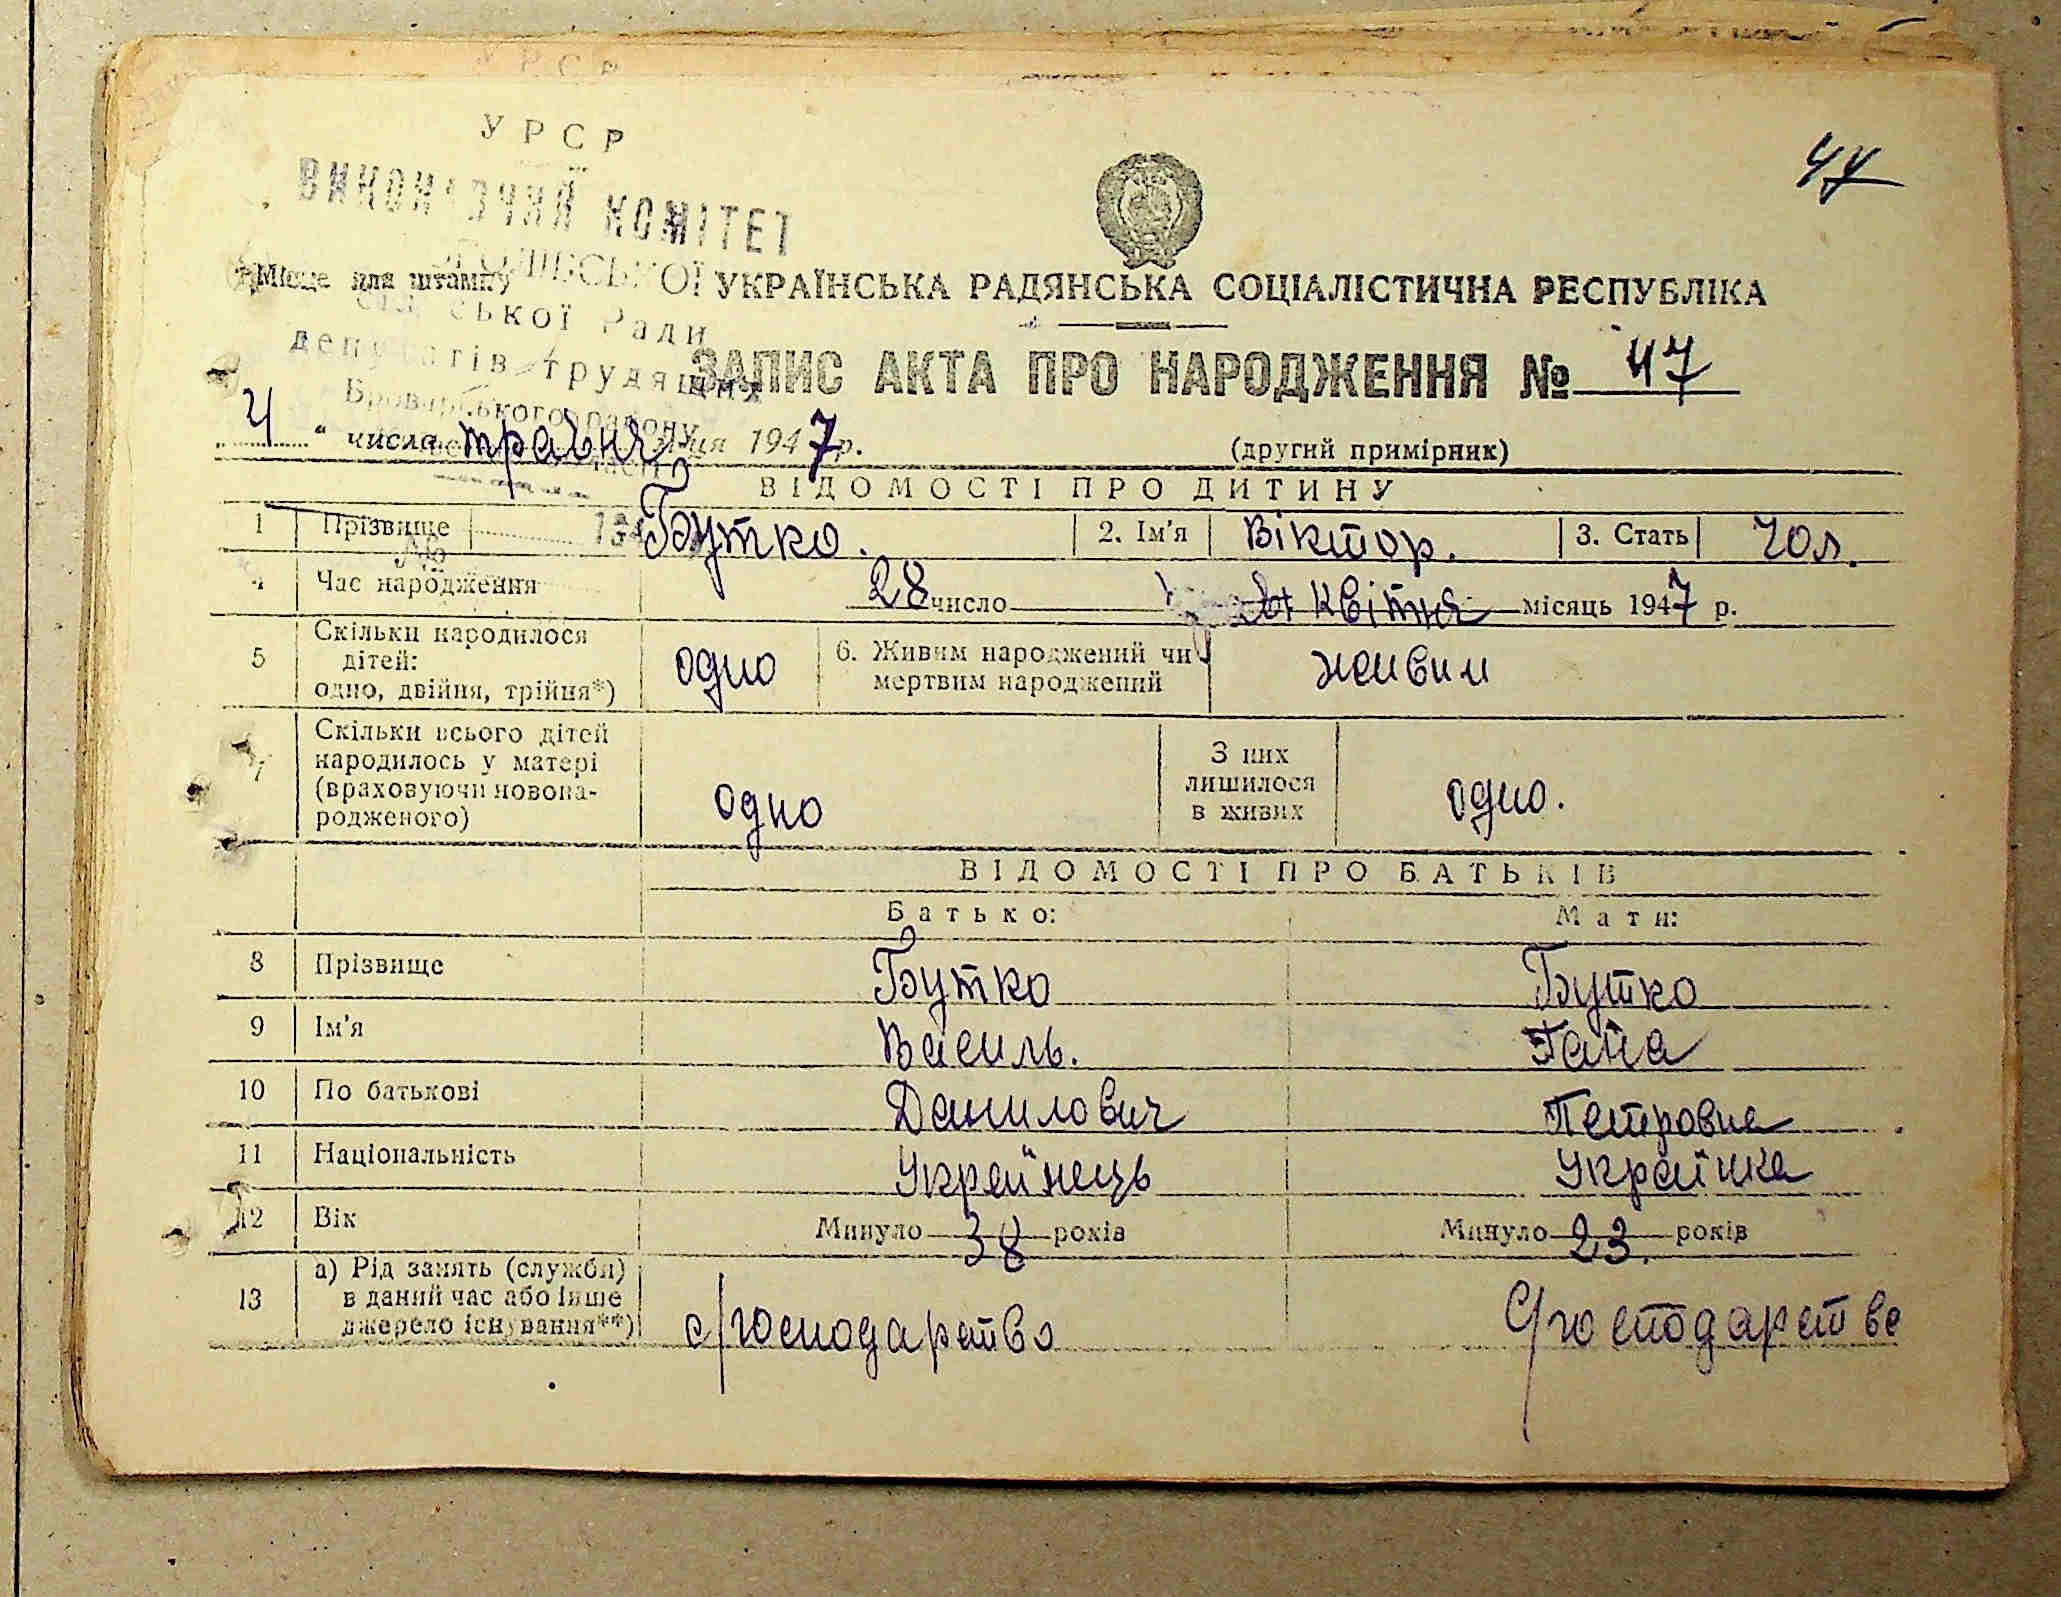 УРСР
ВИКОНАВЧИЙ КОМІТЕТ
47
Місце для штампу
УКРАЇНСЬКА РАДЯНСЬКА СОЦІАЛІСТИЧНА РЕСПУБЛІКА
сільської Ради
депутатів трудящих
Броварського району
ЗАПИС АКТА ПРО НАРОДЖЕННЯ № 47
4 " числа травня м-ця 1947 р.
(другий примірник)
ВІДОМОСТІ ПРО ДИТИНУ
1 Прізвище Бутко. 2. Ім'я Віктор. 3. Стать Чол.
4 Час народження 28 число квітня місяць 1947 р.
5 Скільки народилося дітей: одно, двійня, трійня*) одно 6. Живим народжений чи мертвим народжений живим
7 Скільки всього дітей народилось у матері (враховуючи новонародженого) одно З них лишилося в живих одно.
ВІДОМОСТІ ПРО БАТЬКІВ
Батько: Мати:
8 Прізвище Бутко Бутко
9 Ім'я Василь. Гана
10 По батькові Данилович Петровна
11 Національність Українець Українка
12 Вік Минуло 38 років Минуло 23. років
13 а) Рід занять (служби) в даний час або інше джерело існування**) с/господарство С/господарство